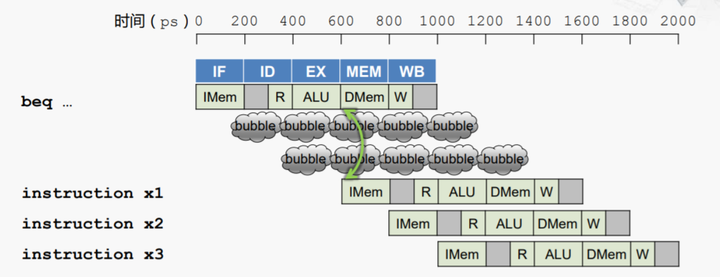 时间（ps）0 200 400 600 800 1000 1200 1400 1600 1800 2000
IF ID EX MEM WB
beq … IMem R ALU DMem W
bubble bubble bubble bubble bubble
bubble bubble bubble bubble bubble
instruction x1 IMem R ALU DMem W
instruction x2 IMem R ALU DMem W
instruction x3 IMem R ALU DMem W